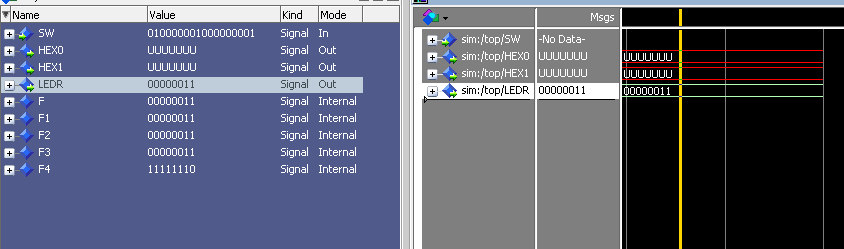 Name Value Kind Mode
SW 010000001000000001 Signal In
HEX0 UUUUUUU Signal Out
HEX1 UUUUUUU Signal Out
LEDR 00000011 Signal Out
F 00000011 Signal Internal
F1 00000011 Signal Internal
F2 00000011 Signal Internal
F3 00000011 Signal Internal
F4 11111110 Signal Internal
Msgs
sim:/top/SW -No Data-
sim:/top/HEX0 UUUUUUU UUUUUUU
sim:/top/HEX1 UUUUUUU UUUUUUU
sim:/top/LEDR 00000011 00000011